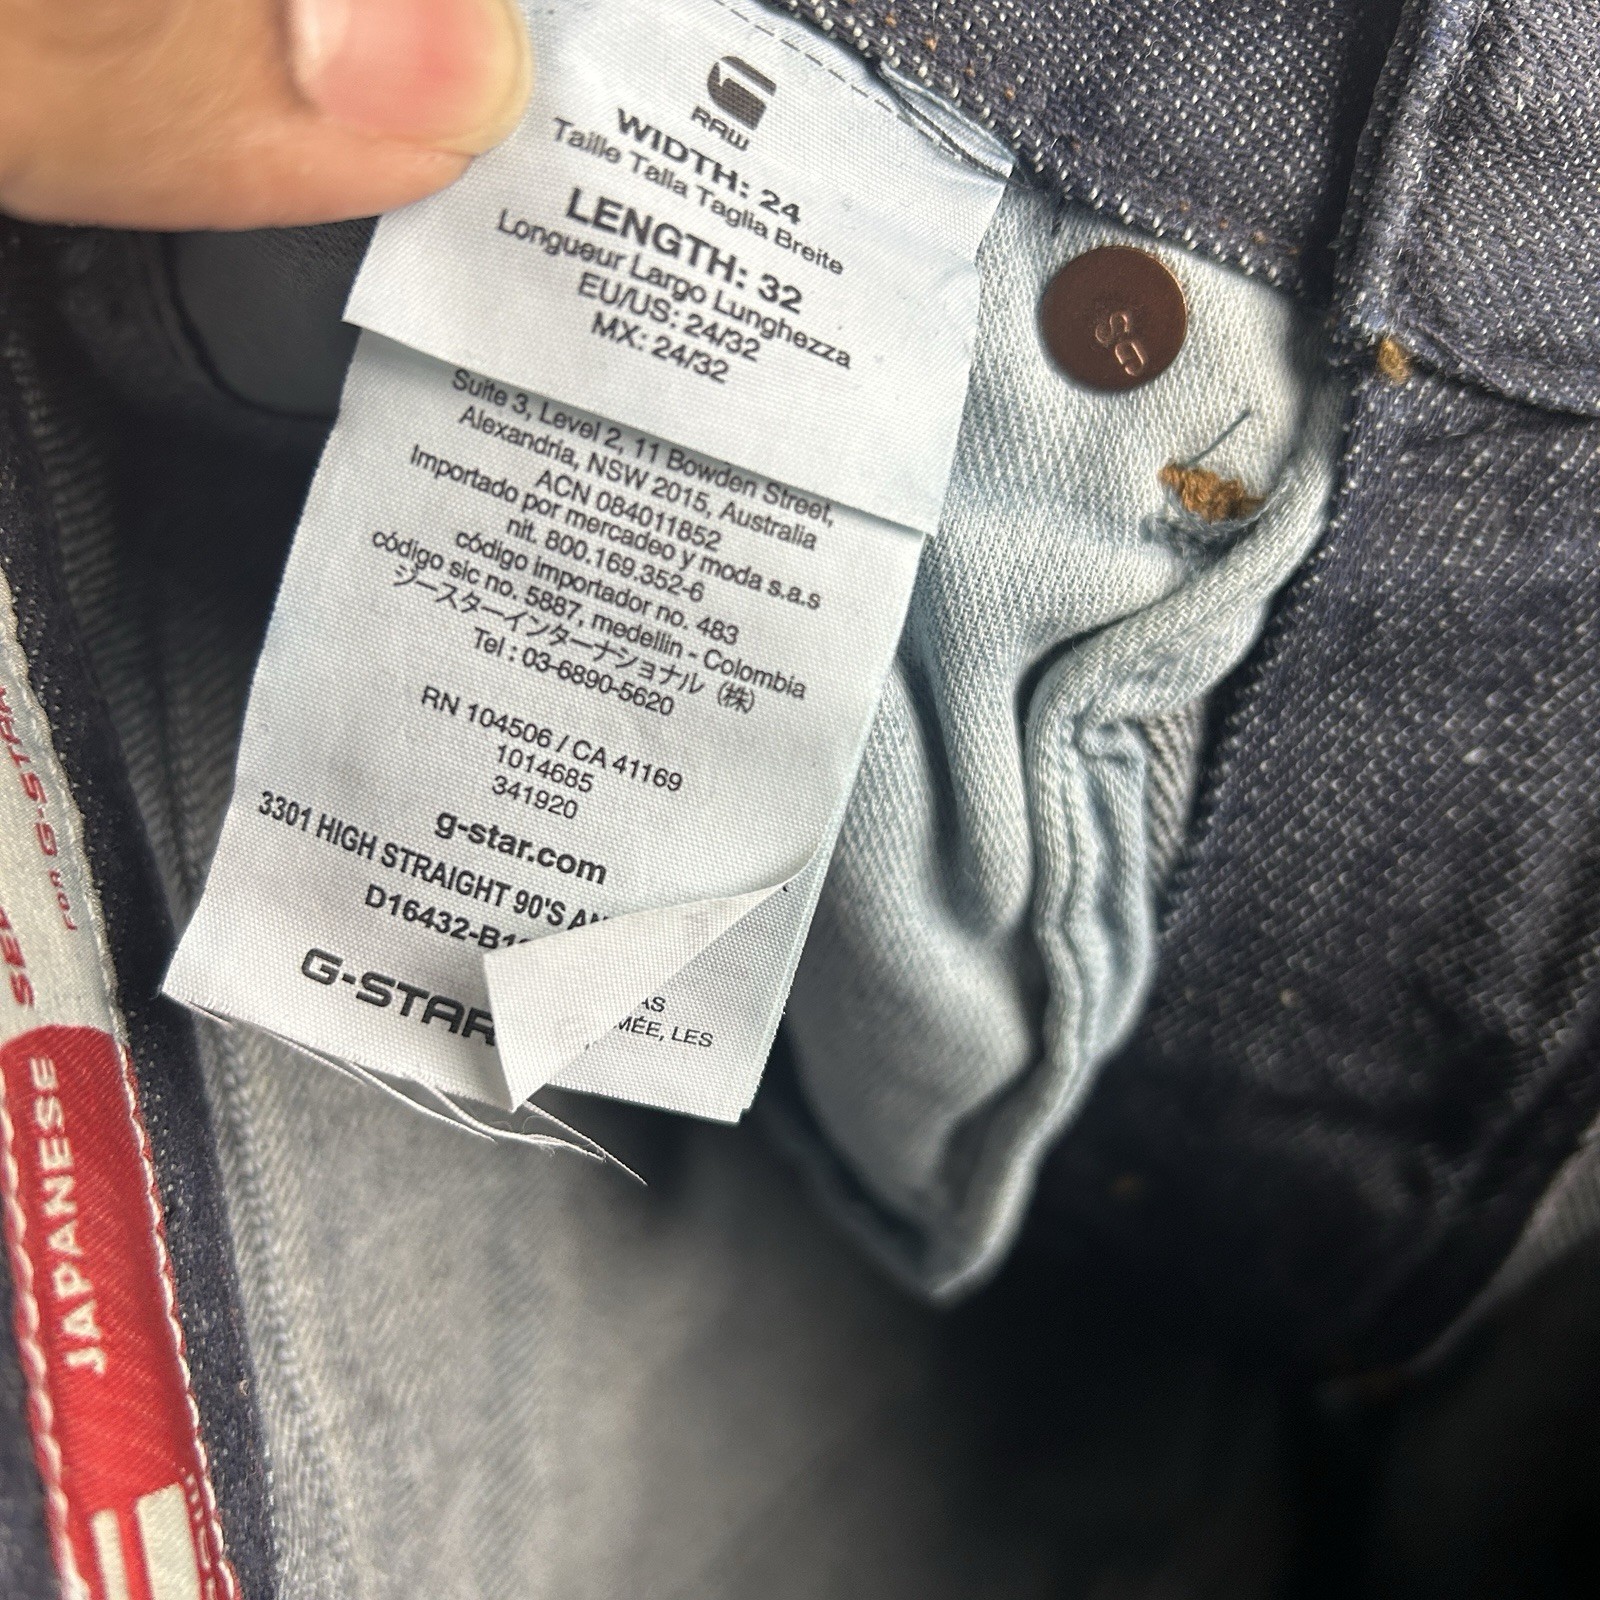 RAW
WIDTH: 24
Taille Talla Taglia Breite
LENGTH: 32
Longueur Largo Lunghezza
EU/US: 24/32
MX: 24/32
Suite 3, Level 2, 11 Bowden Street,
Alexandria, NSW 2015, Australia
ACN 084011852
Importado por mercadeo y moda s.a.s
nit. 800.169.352-6
código importador no. 483
código sic no. 5887, medellin - Colombia
ジースターインターナショナル (株)
Tel : 03-6890-5620
RN 104506 / CA 41169
1014685
341920
g-star.com
3301 HIGH STRAIGHT 90'S
G-STAR
LES
FOR G-STAR
JAPANESE